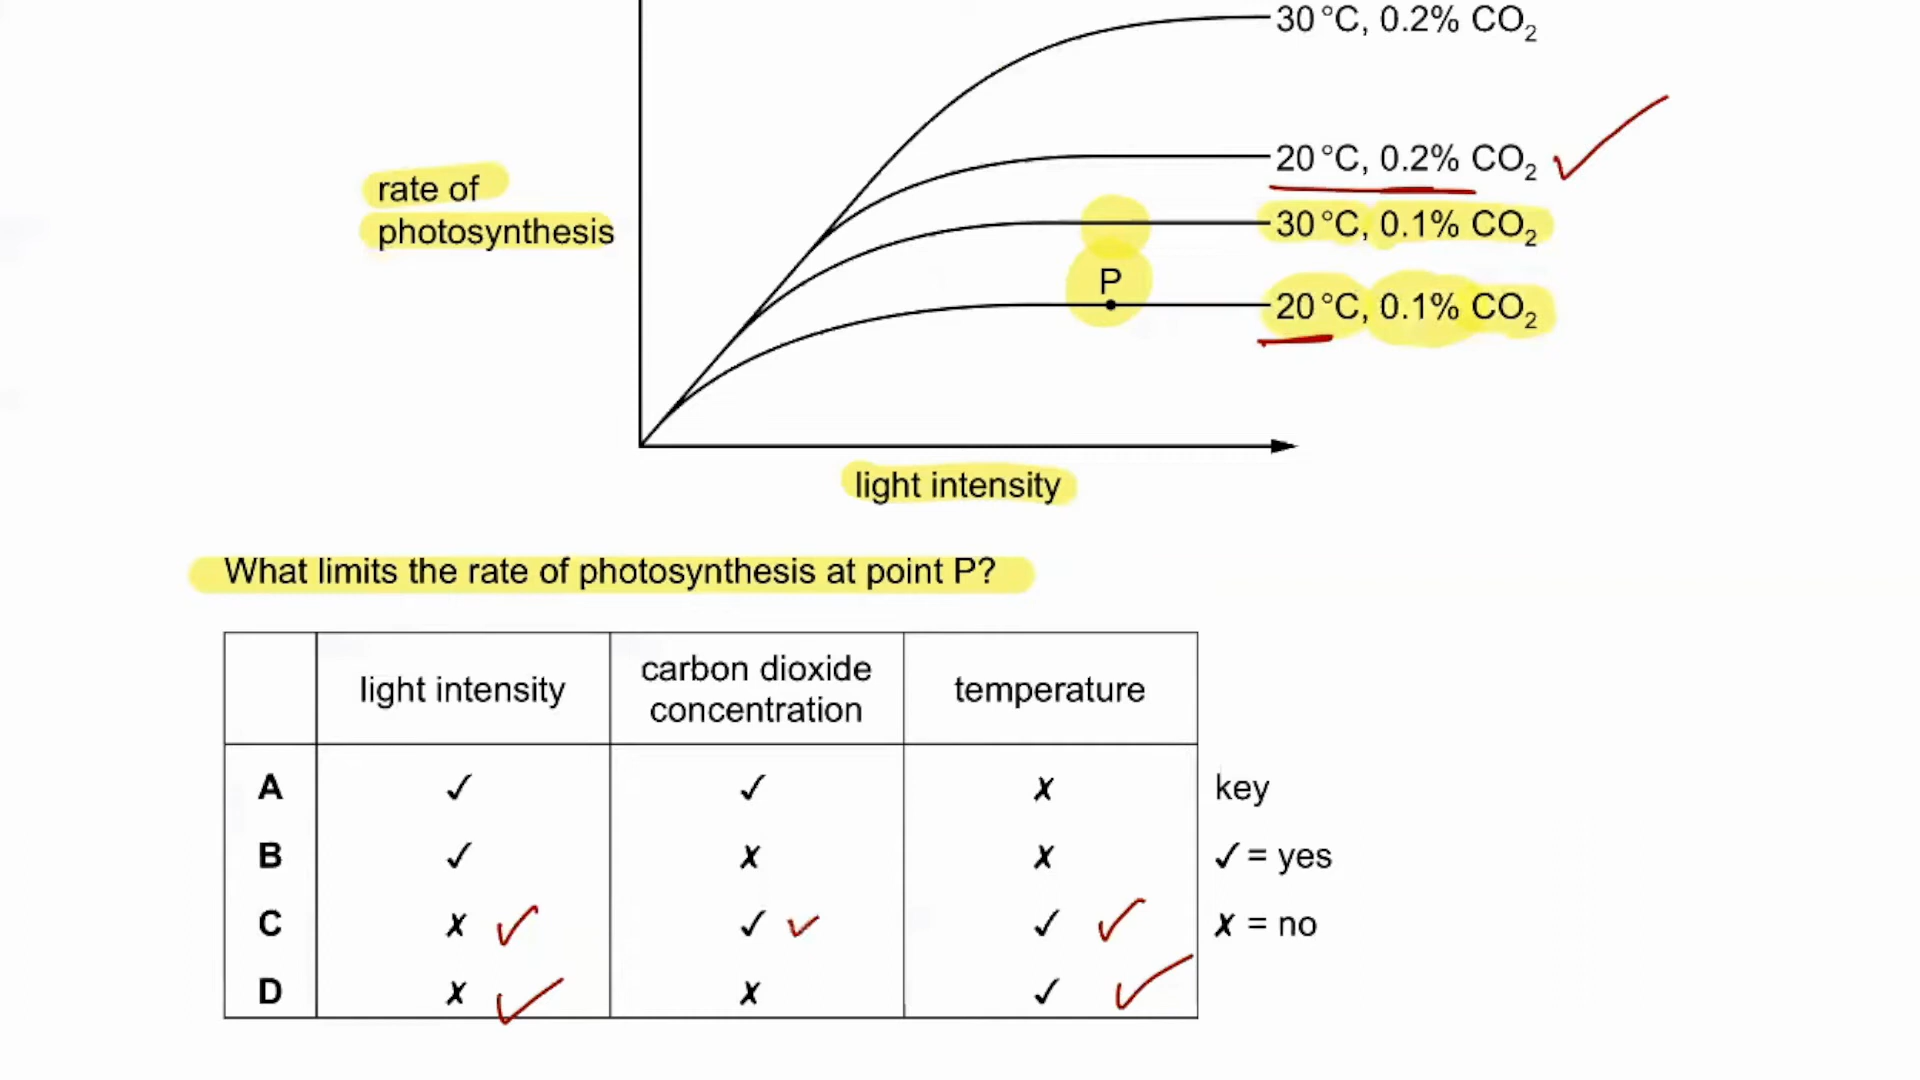 30 °C, 0.2% CO₂
20 °C, 0.2% CO₂
rate of
photosynthesis
30 °C, 0.1% CO₂
P
20 °C, 0.1% CO₂
light intensity
What limits the rate of photosynthesis at point P?
light intensity
carbon dioxide
concentration
temperature
A ✓ ✓ ✗ key
B ✓ ✗ ✗ ✓ = yes
C ✗ ✓ ✓ ✗ = no
D ✗ ✗ ✓